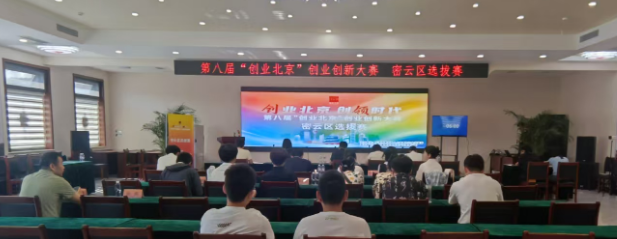 第八届“创业北京”创业创新大赛 密云区选拔赛
创业北京 创领时代
第八届“创业北京”创业创新大赛
密云区选拔赛